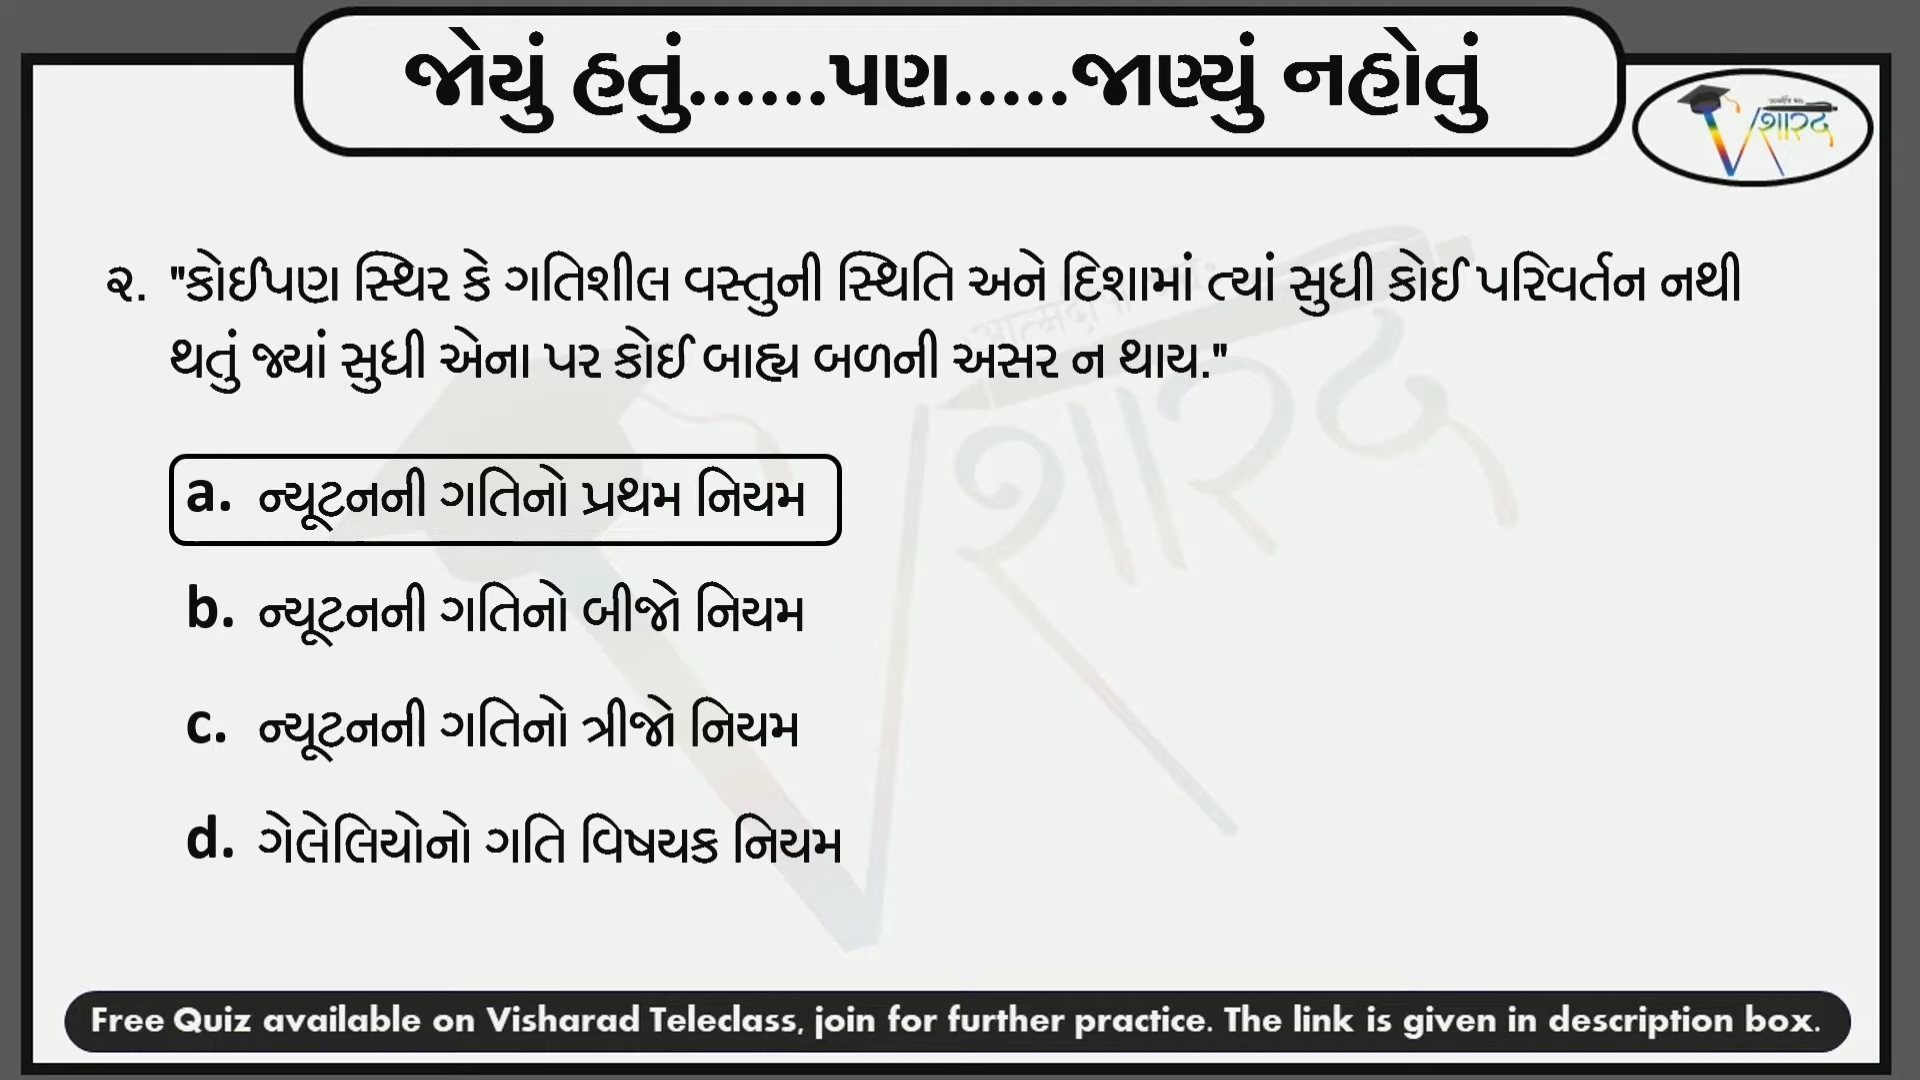 જોયું હતું......પણ.....જાણ્યું નહોતું
શારદ
૨. "કોઈપણ સ્થિર કે ગતિશીલ વસ્તુની સ્થિતિ અને દિશામાં ત્યાં સુધી કોઈ પરિવર્તન નથી
થતું જ્યાં સુધી એના પર કોઈ બાહ્ય બળની અસર ન થાય."
a. ન્યૂટનની ગતિનો પ્રથમ નિયમ
b. ન્યૂટનની ગતિનો બીજો નિયમ
c. ન્યૂટનની ગતિનો ત્રીજો નિયમ
d. ગેલેલિયોનો ગતિ વિષયક નિયમ
Free Quiz available on Visharad Teleclass, join for further practice. The link is given in description box.